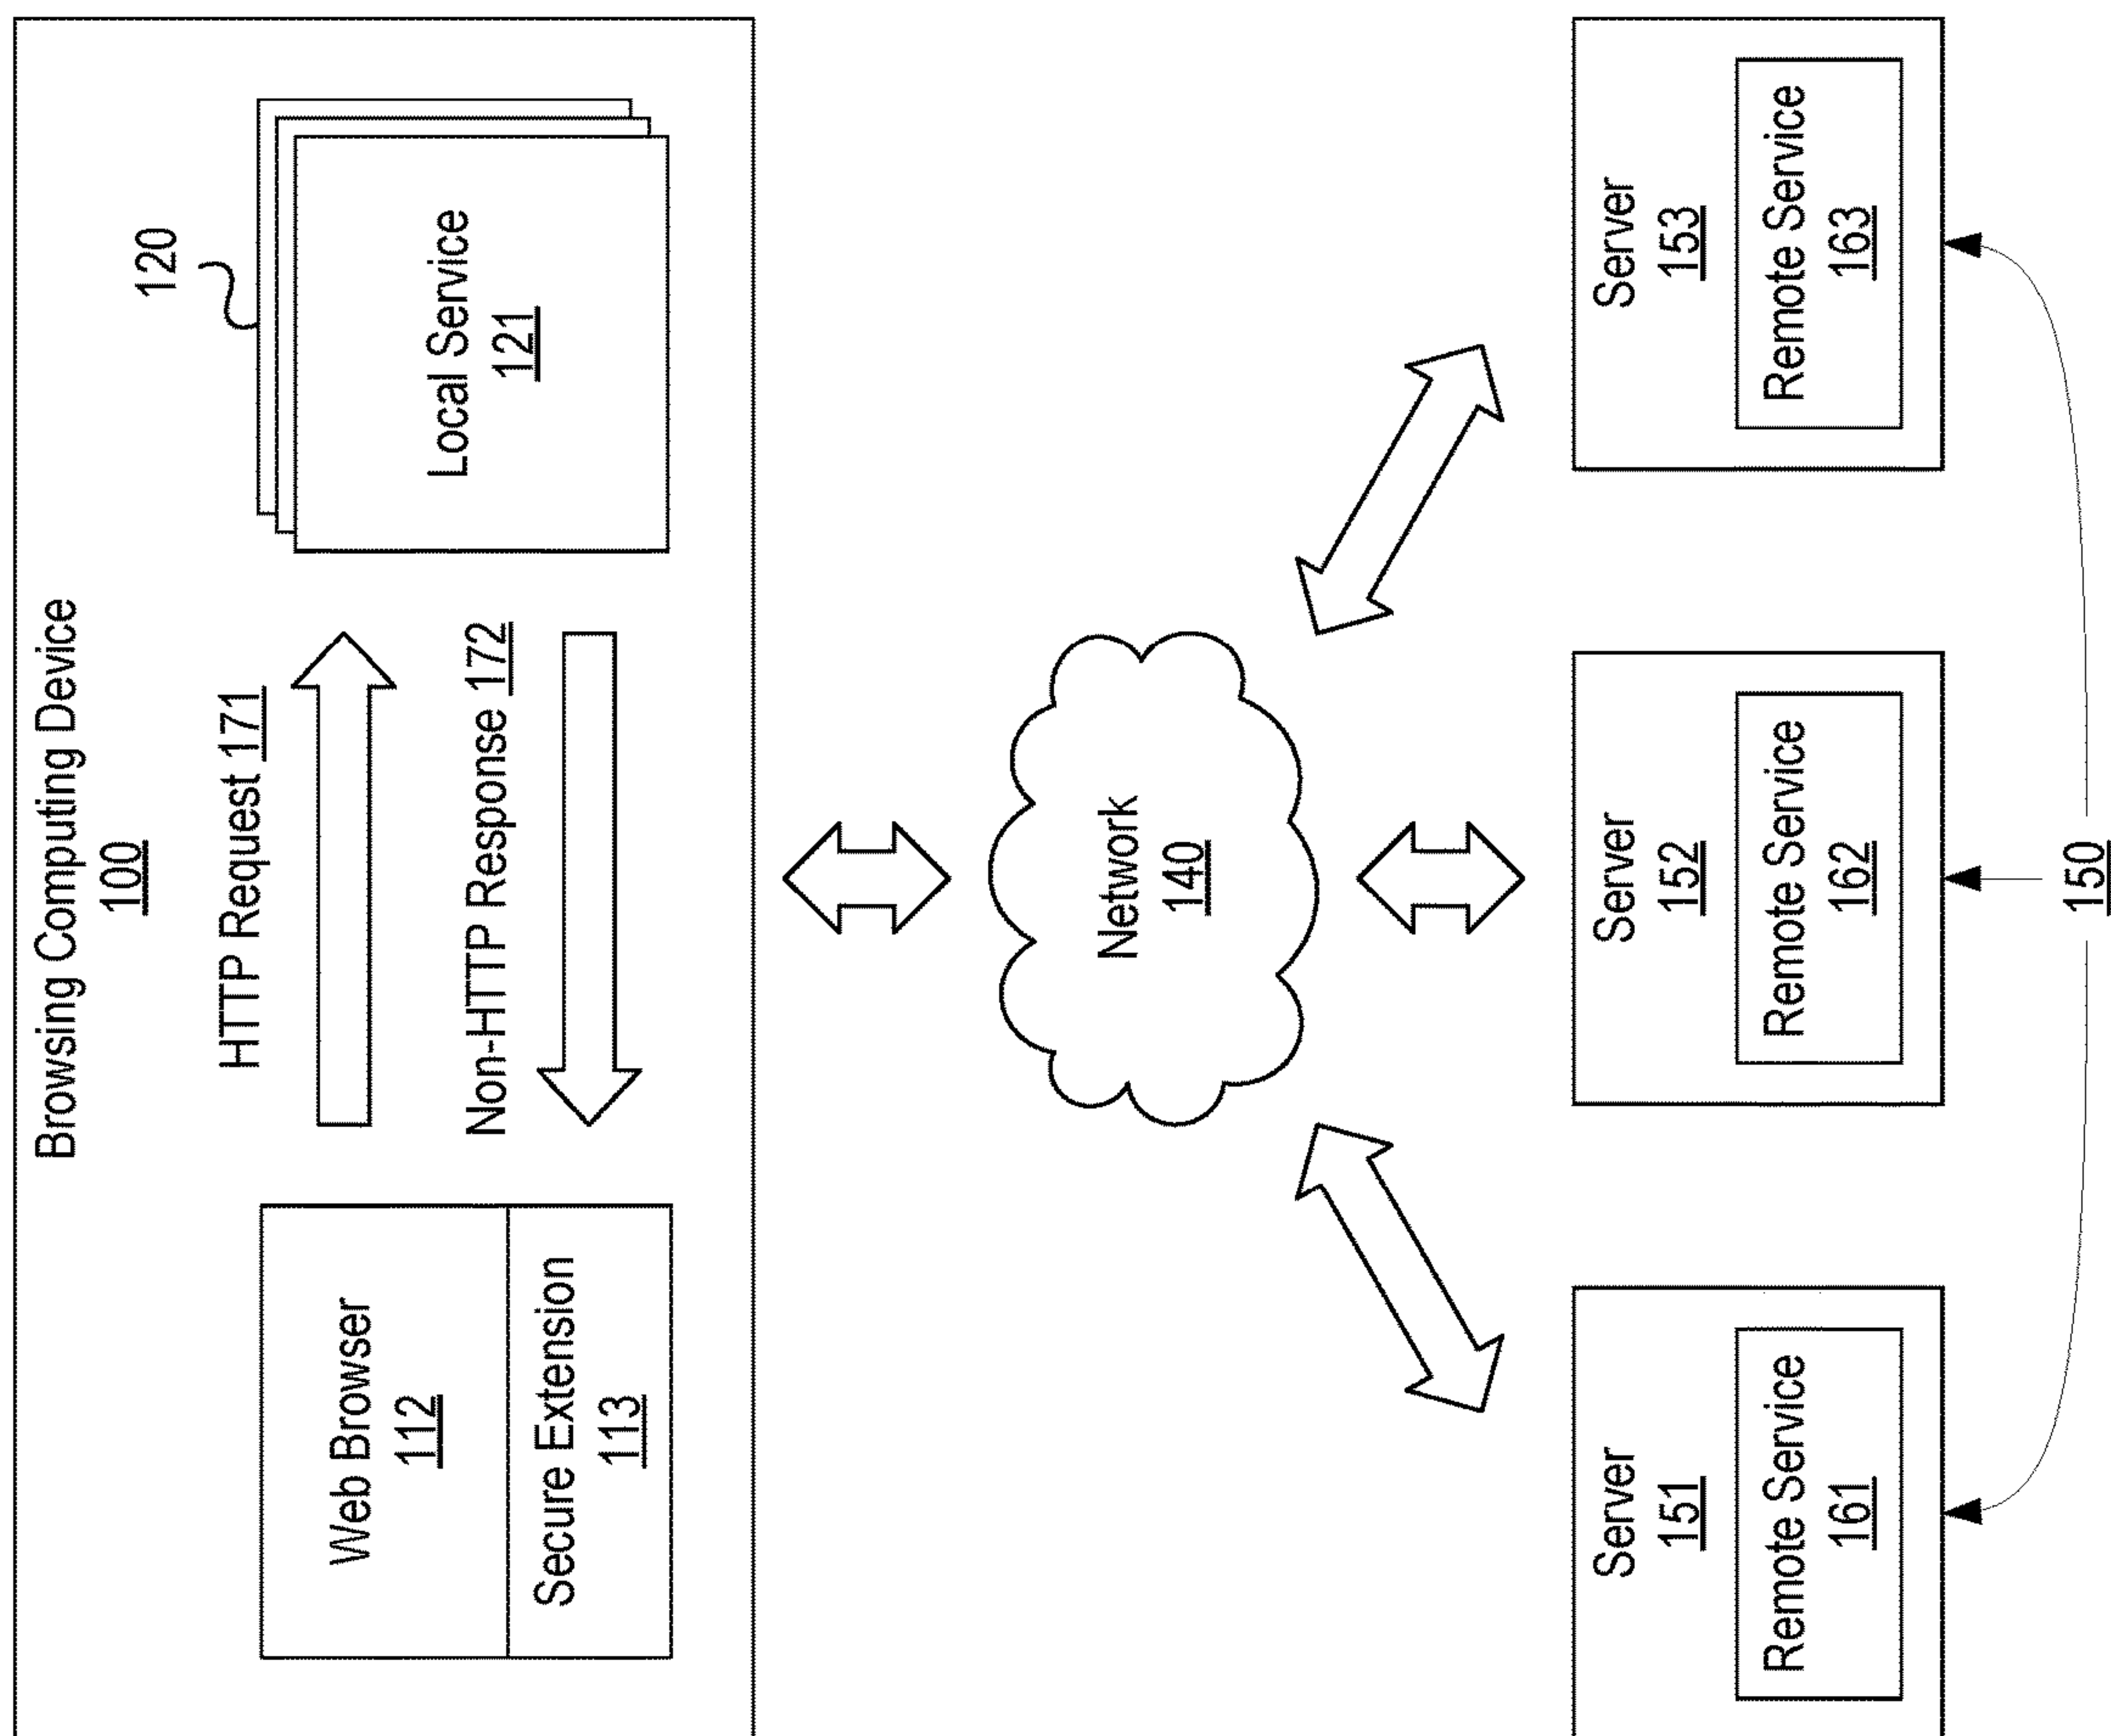 Browsing Computing Device
100
HTTP Request 171
Non-HTTP Response 172
120
Web Browser
112
Secure Extension
113
Local Service
121
Network
140
Server
151
Remote Service
161
Server
152
Remote Service
162
Server
153
Remote Service
163
150